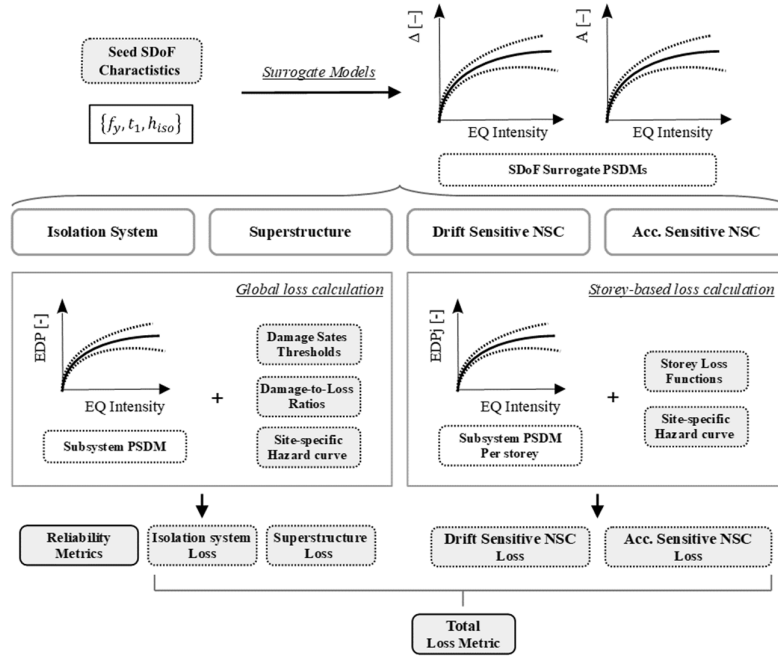 Seed SDoF
Charactistics
{f_y, t_1, h_iso}
Surrogate Models
Δ [−]
EQ Intensity
A [−]
EQ Intensity
SDoF Surrogate PSDMs
Isolation System
Superstructure
Drift Sensitive NSC
Acc. Sensitive NSC
Global loss calculation
EDP [-]
EQ Intensity
Subsystem PSDM
+
Damage Sates
Thresholds
Damage-to-Loss
Ratios
Site-specific
Hazard curve
Storey-based loss calculation
EDPj [-]
EQ Intensity
Subsystem PSDM
Per storey
+
Storey Loss
Functions
Site-specific
Hazard curve
Reliability
Metrics
Isolation system
Loss
Superstructure
Loss
Drift Sensitive NSC
Loss
Acc. Sensitive NSC
Loss
Total
Loss Metric